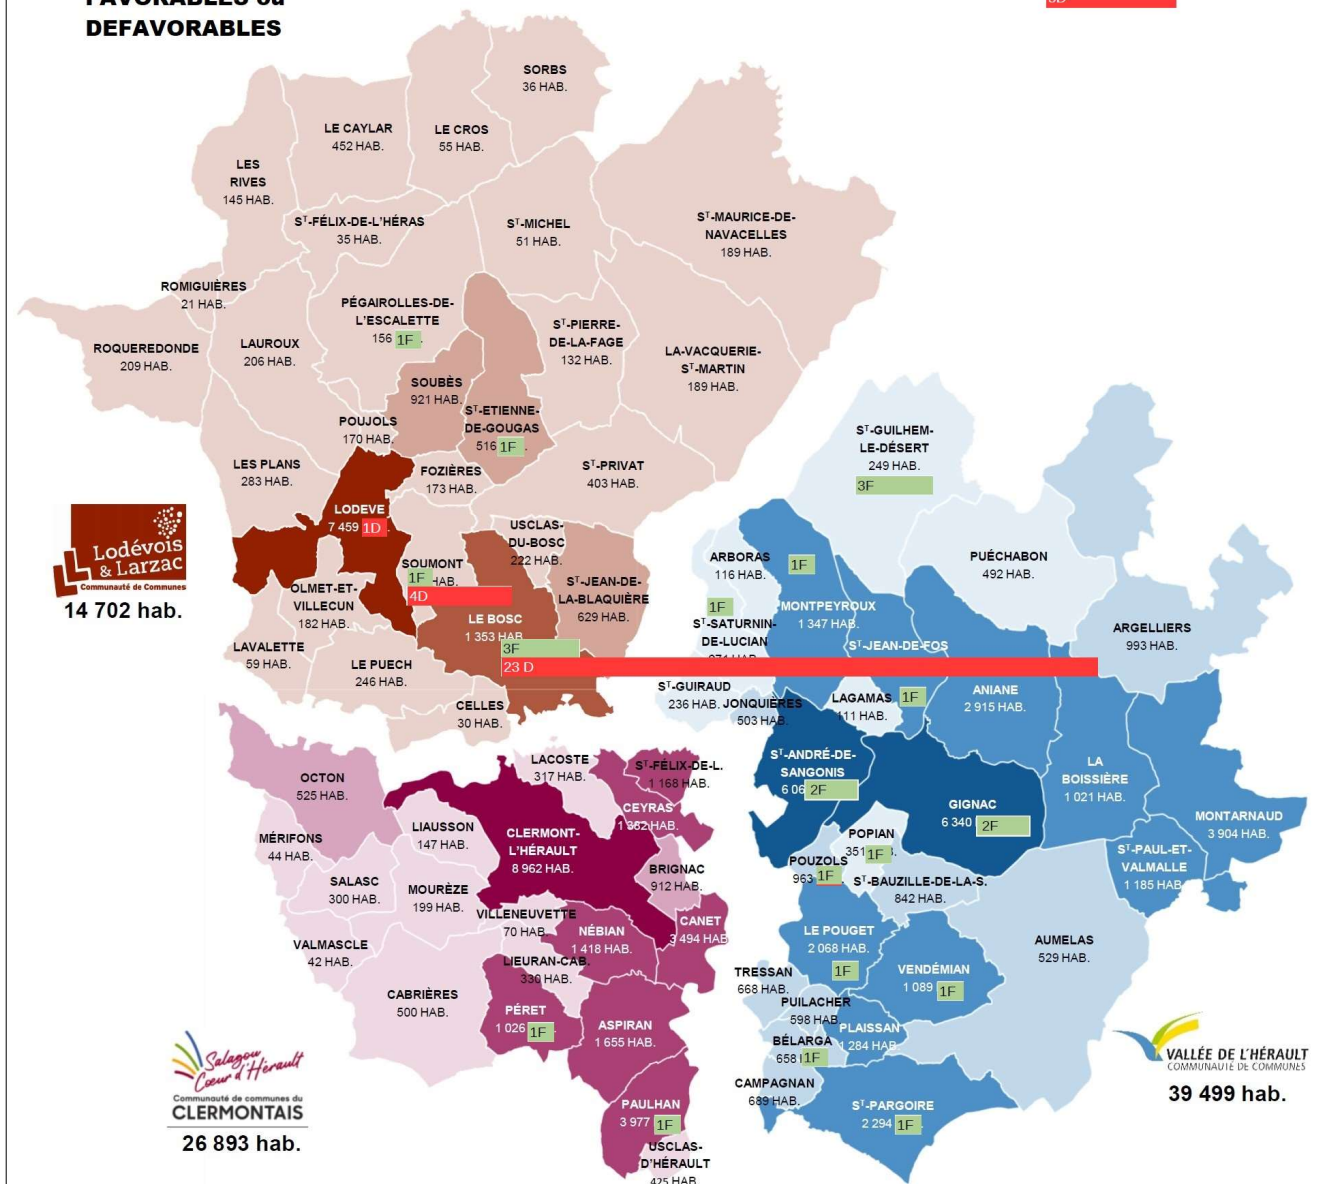 DEFAVORABLES
SORBS
36 HAB.
LE CAYLAR
452 HAB.
LE CROS
55 HAB.
LES
RIVES
145 HAB.
Sᵀ-FÉLIX-DE-L'HÉRAS
35 HAB.
Sᵀ-MICHEL
51 HAB.
Sᵀ-MAURICE-DE-
NAVACELLES
189 HAB.
ROMIGUIÈRES
21 HAB.
PÉGAIROLLES-DE-
L'ESCALETTE
156 1F
ROQUEREDONDE
209 HAB.
LAUROUX
206 HAB.
Sᵀ-PIERRE-
DE-LA-FAGE
132 HAB.
LA-VACQUERIE-
Sᵀ-MARTIN
189 HAB.
SOUBÈS
921 HAB.
Sᵀ-ETIENNE-
DE-GOUGAS
516 1F
POUJOLS
170 HAB.
LES PLANS
283 HAB.
FOZIÈRES
173 HAB.
Sᵀ-PRIVAT
403 HAB.
Sᵀ-GUILHEM-
LE-DÉSERT
249 HAB.
3F
LODEVE
7 459 1D
USCLAS-
DU-BOSC
222 HAB.
SOUMONT
1F HAB.
4D
Sᵀ-JEAN-DE-
LA-BLAQUIÈRE
629 HAB.
Lodévois
& Larzac
Communauté de Communes
14 702 hab.
OLMET-ET-
VILLECUN
182 HAB.
LE BOSC
1 353 HAB.
3F
23 D
LAVALETTE
59 HAB.
LE PUECH
246 HAB.
CELLES
30 HAB.
ARBORAS
116 HAB.
1F
PUÉCHABON
492 HAB.
1F
MONTPEYROUX
1 347 HAB.
Sᵀ-SATURNIN-
DE-LUCIAN
Sᵀ-JEAN-DE-FOS
ARGELLIERS
993 HAB.
Sᵀ-GUIRAUD
236 HAB.
JONQUIÈRES
503 HAB.
LAGAMAS
111 HAB.
1F
ANIANE
2 915 HAB.
OCTON
525 HAB.
LACOSTE
317 HAB.
Sᵀ-FÉLIX-DE-L.
1 168 HAB.
Sᵀ-ANDRÉ-DE-
SANGONIS
6 06 2F
LA
BOISSIÈRE
1 021 HAB.
CEYRAS
1 382 HAB.
GIGNAC
6 340 2F
MONTARNAUD
3 904 HAB.
MÉRIFONS
44 HAB.
LIAUSSON
147 HAB.
CLERMONT-
L'HÉRAULT
8 962 HAB.
POPIAN
351 1F
Sᵀ-PAUL-ET-
VALMALLE
1 185 HAB.
POUZOLS
963 1F
SALASC
300 HAB.
MOURÈZE
199 HAB.
BRIGNAC
912 HAB.
Sᵀ-BAUZILLE-DE-LA-S.
842 HAB.
VILLENEUVETTE
70 HAB.
NÉBIAN
1 418 HAB.
CANET
3 494 HAB
LE POUGET
2 068 HAB.
1F
AUMELAS
529 HAB.
VALMASCLE
42 HAB.
LIEURAN-CAB.
330 HAB.
TRESSAN
668 HAB.
VENDÉMIAN
1 089 1F
CABRIÈRES
500 HAB.
PÉRET
1 026 1F
ASPIRAN
1 655 HAB.
PUILACHER
598 HAB.
PLAISSAN
1 284 HAB.
BÉLARGA
658 1F
CAMPAGNAN
689 HAB.
Sᵀ-PARGOIRE
2 294 1F
Salagou
Cœur d'Hérault
Communauté de communes du
CLERMONTAIS
26 893 hab.
PAULHAN
3 977 1F
USCLAS-
D'HÉRAULT
425 HAB.
VALLÉE DE L'HÉRAULT
COMMUNAUTÉ DE COMMUNES
39 499 hab.